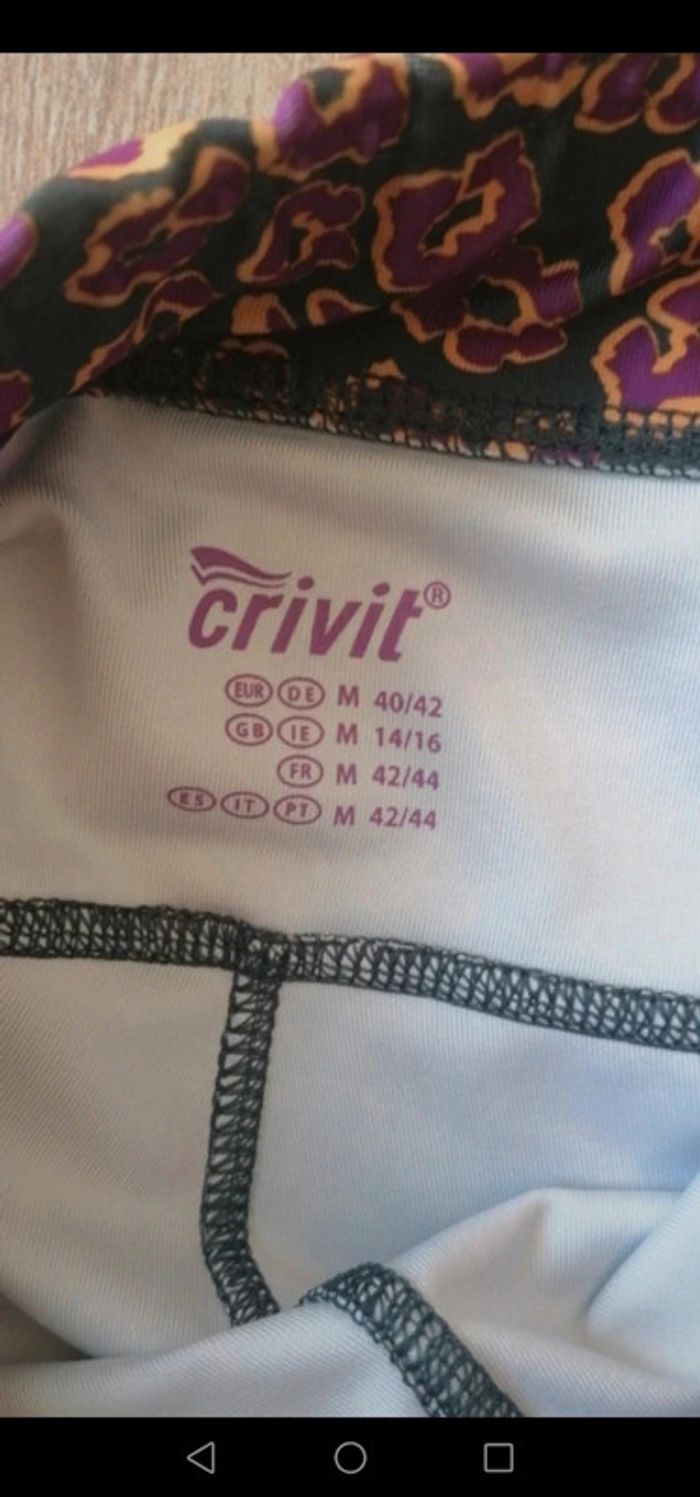 crivit®
EUR DE M 40/42
GB IE M 14/16
FR M 42/44
ES IT PT M 42/44